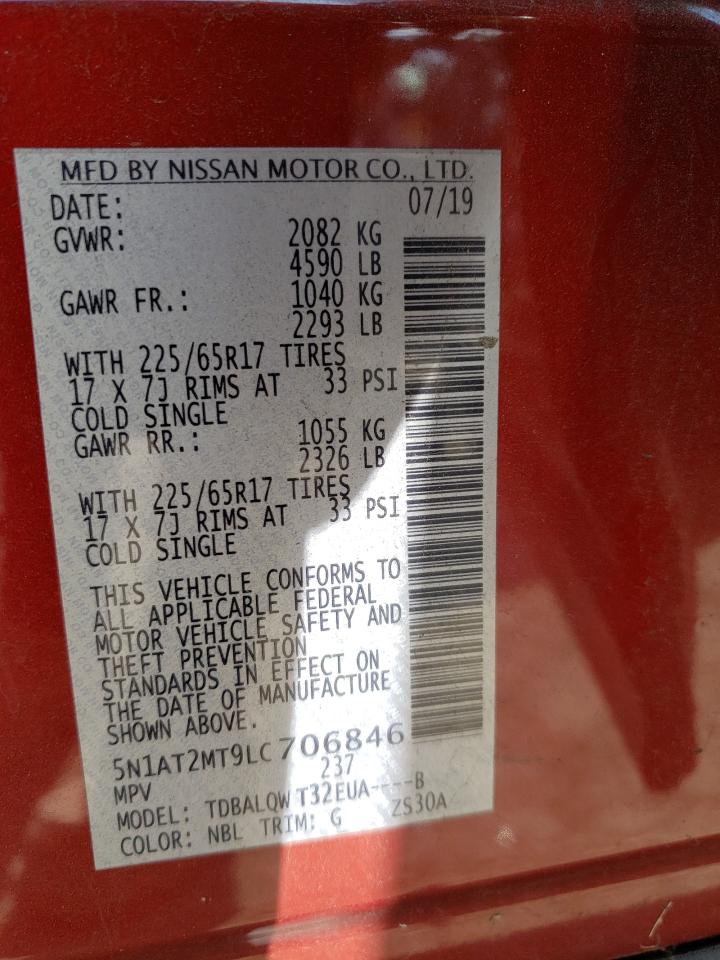 MFD BY NISSAN MOTOR CO., LTD.
DATE: 07/19
GVWR: 2082 KG
4590 LB
GAWR FR.: 1040 KG
2293 LB
WITH 225/65R17 TIRES
17 X 7J RIMS AT 33 PSI
COLD SINGLE
GAWR RR.: 1055 KG
2326 LB
WITH 225/65R17 TIRES
17 X 7J RIMS AT 33 PSI
COLD SINGLE
THIS VEHICLE CONFORMS TO
ALL APPLICABLE FEDERAL
MOTOR VEHICLE SAFETY AND
THEFT PREVENTION
STANDARDS IN EFFECT ON
THE DATE OF MANUFACTURE
SHOWN ABOVE.
5N1AT2MT9LC706846
MPV 237
MODEL: TDBALQWT32EUA----B
COLOR: NBL TRIM: G ZS30A